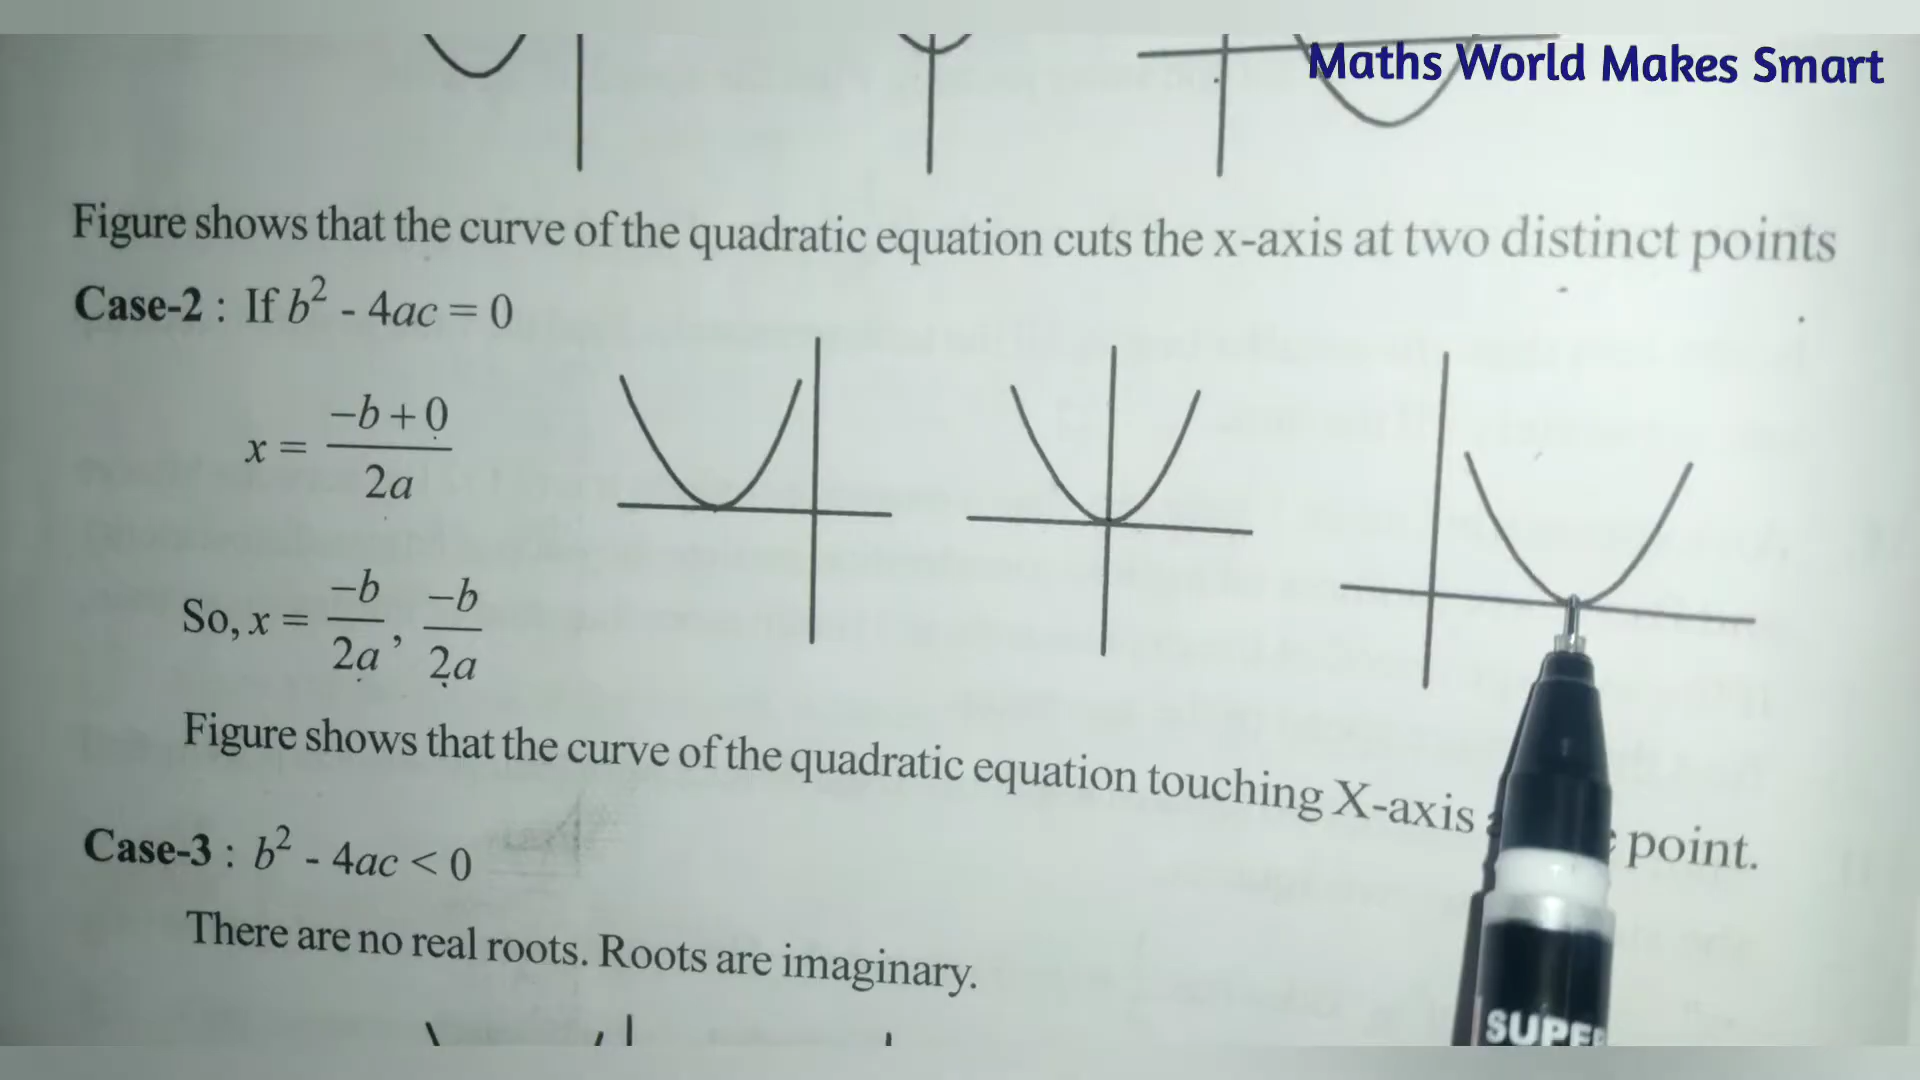 Maths World Makes Smart
Figure shows that the curve of the quadratic equation cuts the x-axis at two distinct points
Case-2 : If b² - 4ac = 0
x = (−b + 0) / 2a
So, x = −b/2a , −b/2a
Figure shows that the curve of the quadratic equation touching X-axis point.
Case-3 : b² - 4ac < 0
There are no real roots. Roots are imaginary.
SUPER